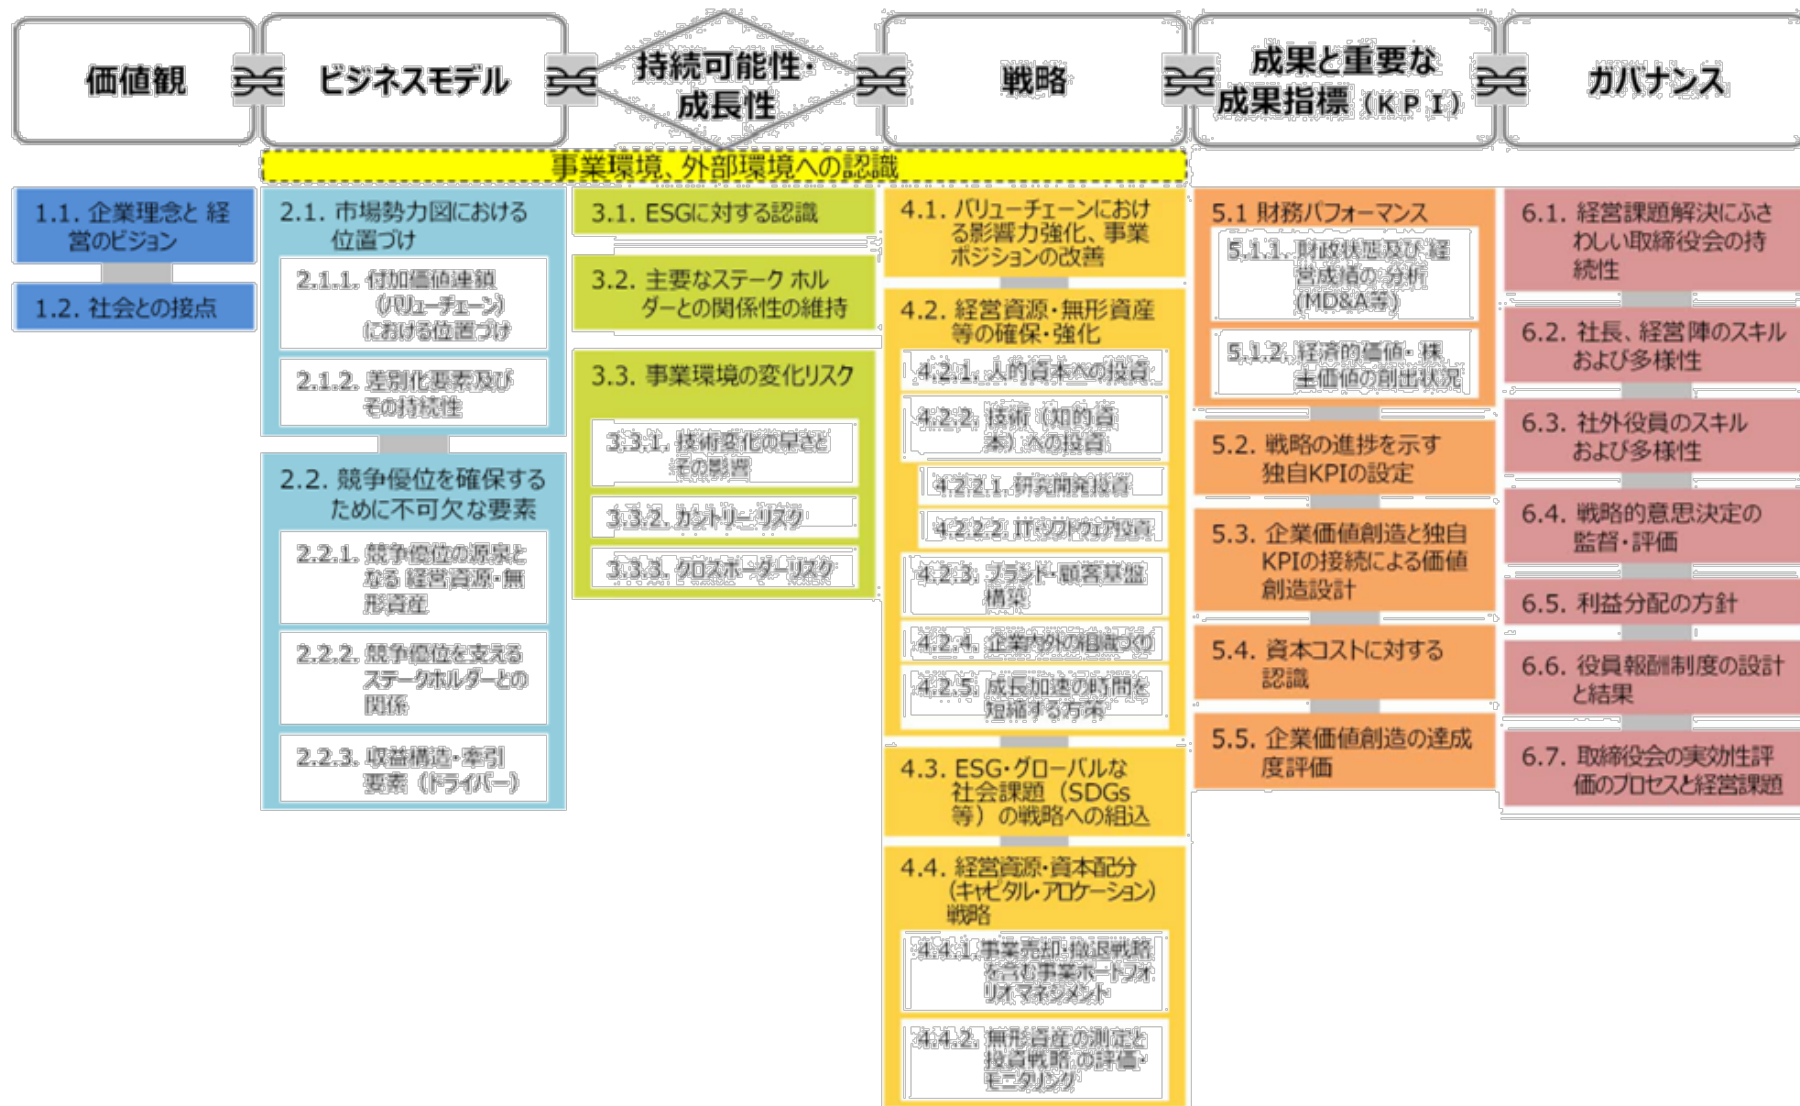 価値観
ビジネスモデル
持続可能性・
成長性
戦略
成果と重要な
成果指標（ＫＰＩ）
ガバナンス
事業環境、外部環境への認識
1.1. 企業理念と 経
営のビジョン
1.2. 社会との接点
2.1. 市場勢力図における
位置づけ
2.1.1. 付加価値連鎖
（バリューチェーン）
における位置づけ
2.1.2. 差別化要素及び
その持続性
2.2. 競争優位を確保する
ために不可欠な要素
2.2.1. 競争優位の源泉と
なる 経営資源・無
形資産
2.2.2. 競争優位を支える
ステークホルダーとの
関係
2.2.3. 収益構造・牽引
要素（ドライバー）
3.1. ESGに対する認識
3.2. 主要なステーク ホル
ダーとの関係性の維持
3.3. 事業環境の変化リスク
3.3.1. 技術変化の早さと
その影響
3.3.2. カントリー リスク
3.3.3. クロスボーダーリスク
4.1. バリューチェーンにおけ
る影響力強化、事業
ポジションの改善
4.2. 経営資源・無形資産
等の確保・強化
4.2.1. 人的資本への投資
4.2.2. 技術（知的資
本）への投資
4.2.2.1. 研究開発投資
4.2.2.2. IT・ソフトウェア投資
4.2.3. ブランド・顧客基盤
構築
4.2.4. 企業内外の組織づくり
4.2.5. 成長加速の時間を
短縮する方策
4.3. ESG・グローバルな
社会課題（SDGs
等）の戦略への組込
4.4. 経営資源・資本配分
（キャピタル・アロケーション）
戦略
4.4.1. 事業売却・撤退戦略
を含む事業ポートフォ
リオマネジメント
4.4.2. 無形資産の測定と
投資戦略 の評価・
モニタリング
5.1 財務パフォーマンス
5.1.1. 財政状態及び 経
営成績の 分析
(MD&A等)
5.1.2. 経済的価値・ 株
主価値の創出状況
5.2. 戦略の進捗を示す
独自KPIの設定
5.3. 企業価値創造と独自
KPIの接続による価値
創造設計
5.4. 資本コストに対する
認識
5.5. 企業価値創造の達成
度評価
6.1. 経営課題解決にふさ
わしい取締役会の持
続性
6.2. 社長、経営 陣のスキル
および多様性
6.3. 社外役員のスキル
および多様性
6.4. 戦略的意思決定の
監督・評価
6.5. 利益分配の方針
6.6. 役員報酬制度の設計
と結果
6.7. 取締役会の実効性評
価のプロセスと経営課題